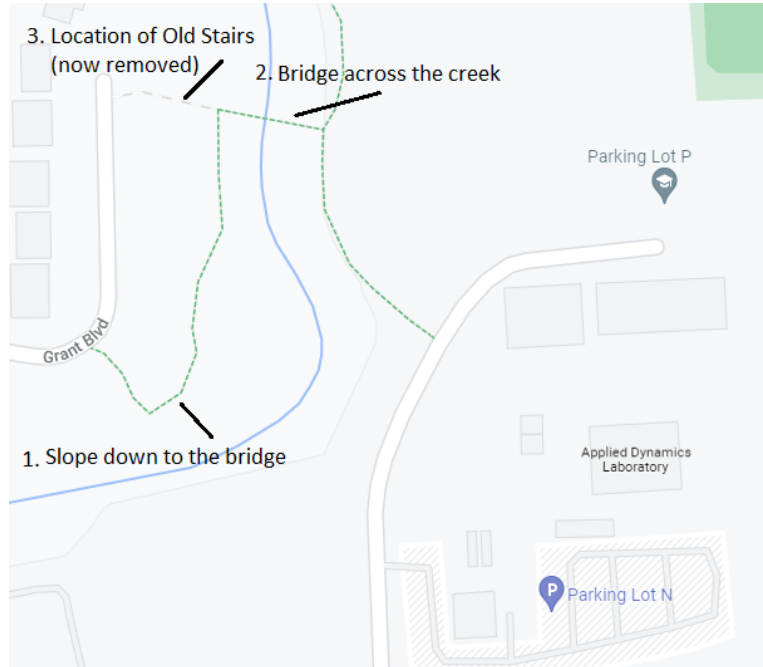 3. Location of Old Stairs
(now removed)
2. Bridge across the creek
Parking Lot P
Grant Blvd
1. Slope down to the bridge
Applied Dynamics
Laboratory
P
Parking Lot N